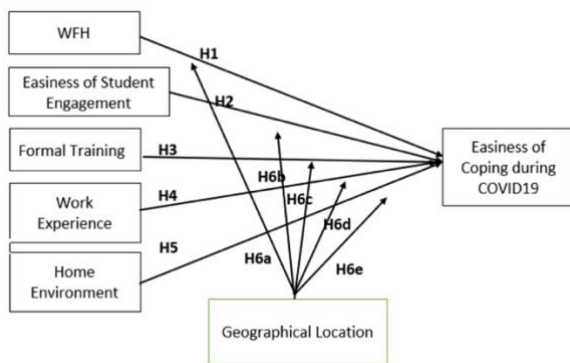 WFH
H1
Easiness of Student
Engagement
H2
Formal Training
H3
Easiness of
Coping during
COVID19
Work
Experience
H4
H6b
H6c
H6d
H5
H6a
H6e
Home
Environment
Geographical Location